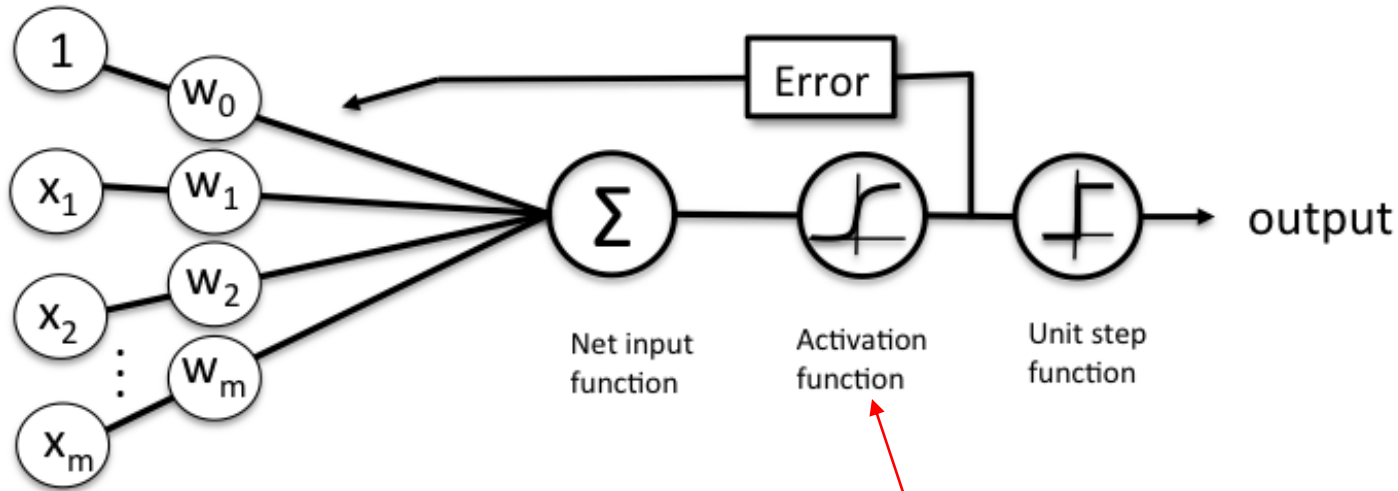 1
w0
Error
x1
w1
Σ
output
w2
x2
Net input
function
Activation
function
Unit step
function
⋮
wm
xm